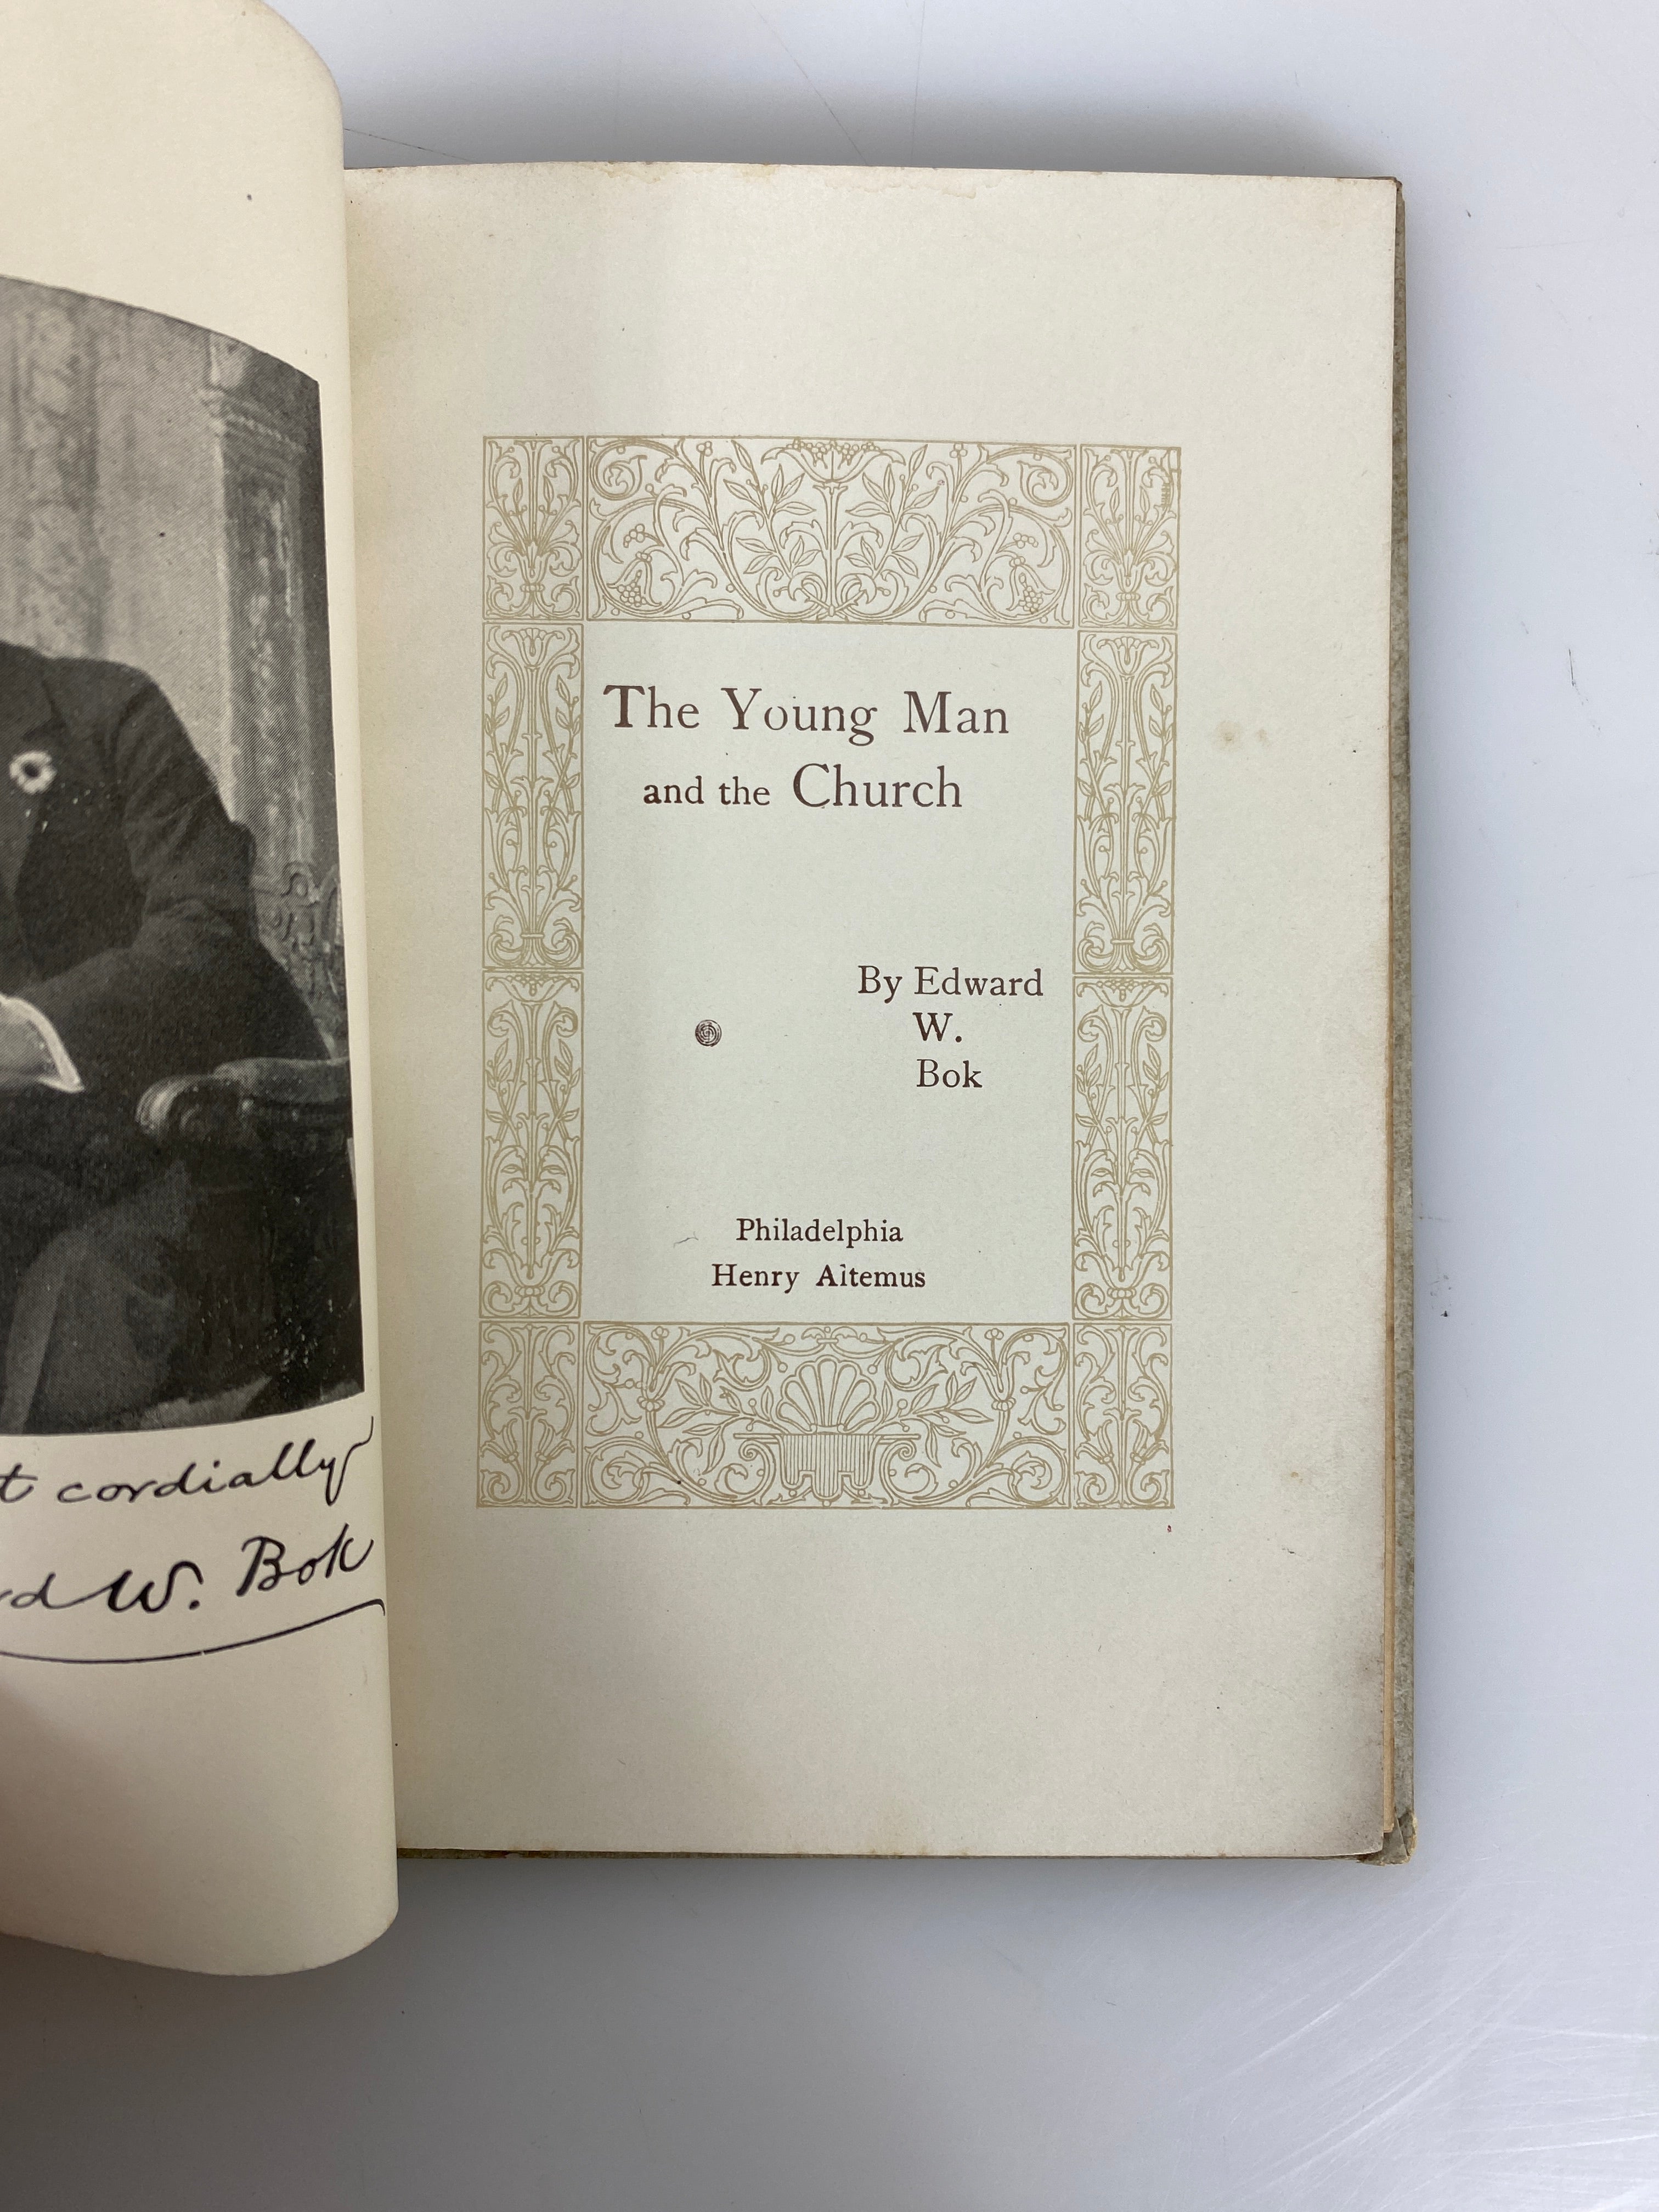 cordially
W. Bok
The Young Man
and the Church
By Edward
W.
Bok
Philadelphia
Henry Altemus